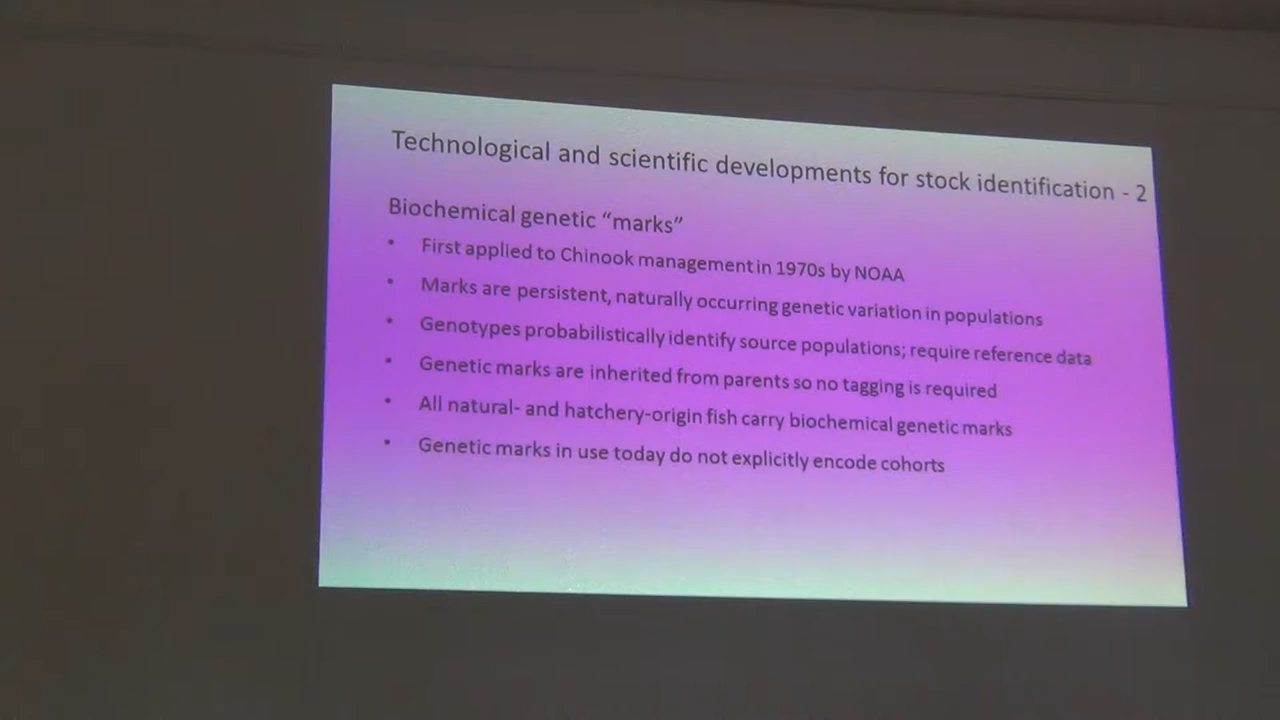 Technological and scientific developments for stock identification - 2
Biochemical genetic “marks”
• First applied to Chinook management in 1970s by NOAA
• Marks are persistent, naturally occurring genetic variation in populations
• Genotypes probabilistically identify source populations; require reference data
• Genetic marks are inherited from parents so no tagging is required
• All natural- and hatchery-origin fish carry biochemical genetic marks
• Genetic marks in use today do not explicitly encode cohorts